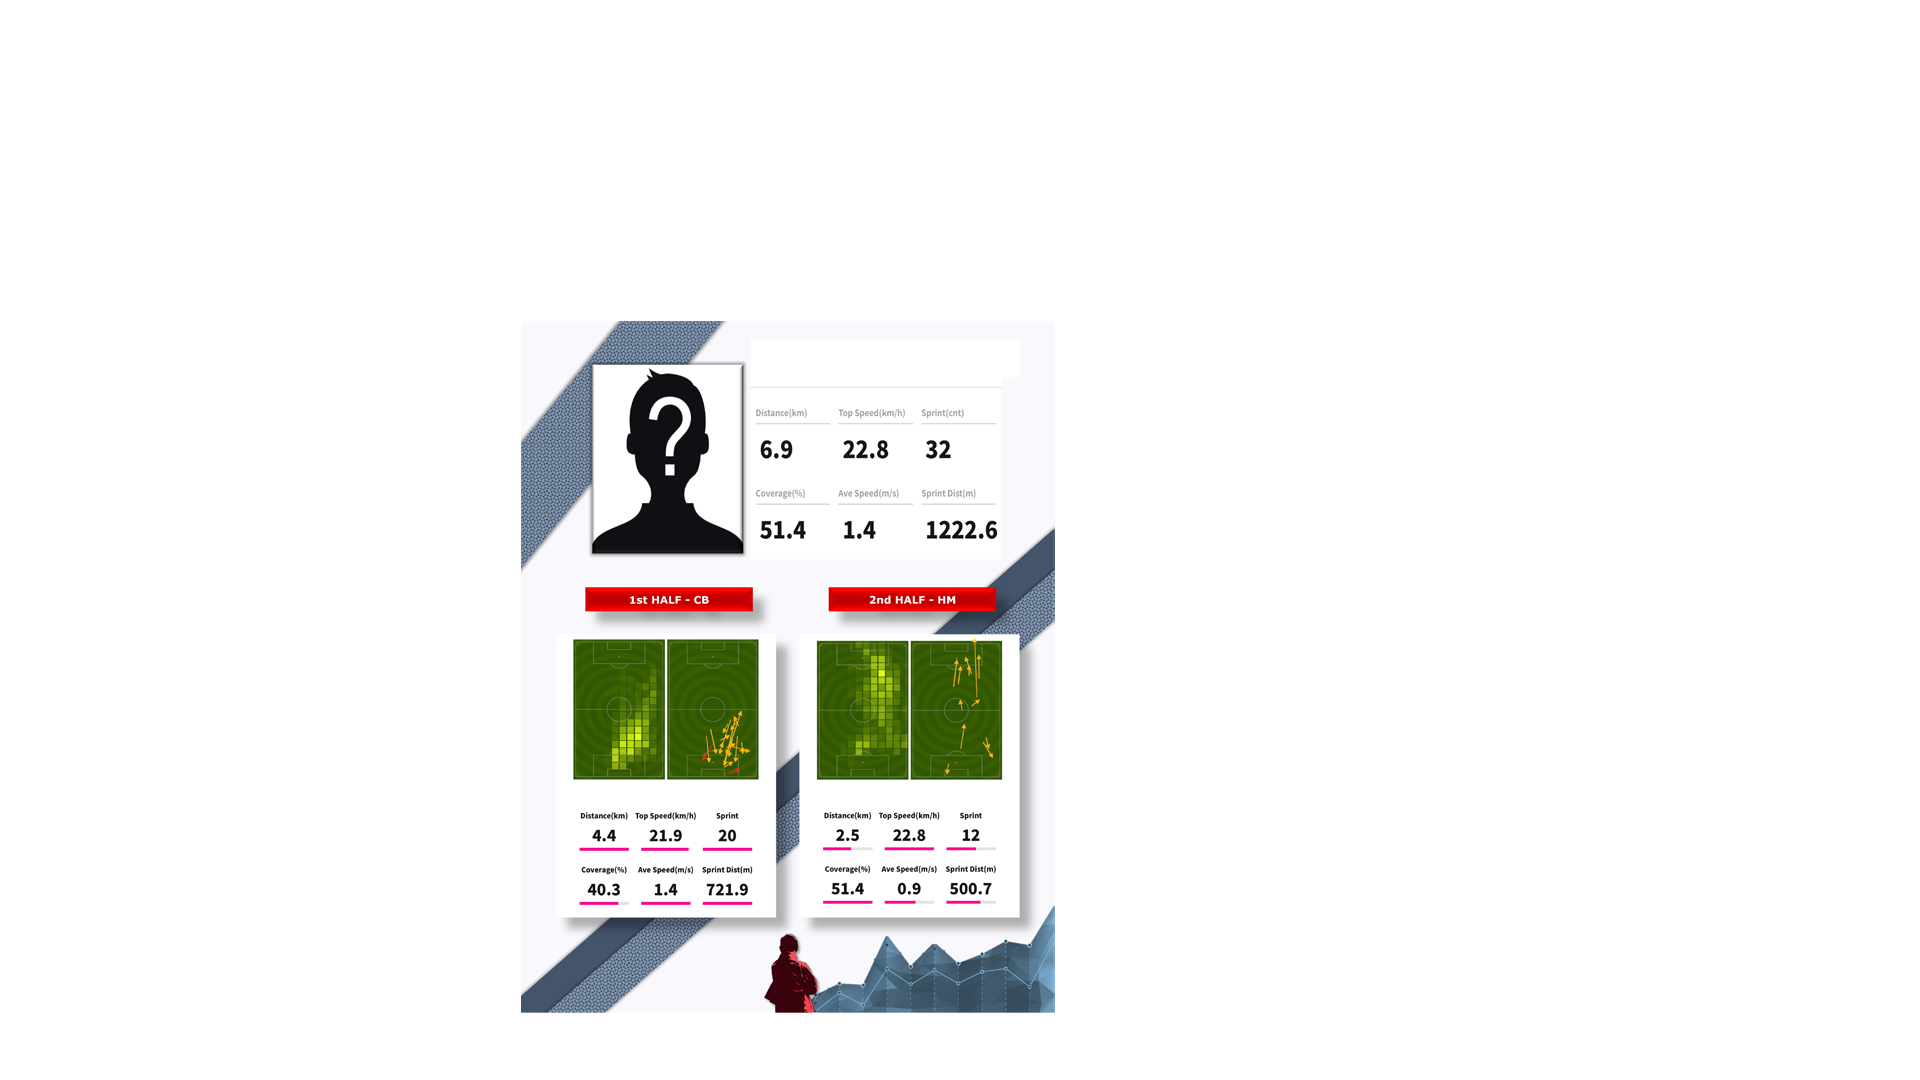 Distance(km) Top Speed(km/h) Sprint(cnt)
6.9 22.8 32
Coverage(%) Ave Speed(m/s) Sprint Dist(m)
51.4 1.4 1222.6
?
1st HALF - CB
Distance(km) Top Speed(km/h) Sprint
4.4 21.9 20
Coverage(%) Ave Speed(m/s) Sprint Dist(m)
40.3 1.4 721.9
2nd HALF - HM
Distance(km) Top Speed(km/h) Sprint
2.5 22.8 12
Coverage(%) Ave Speed(m/s) Sprint Dist(m)
51.4 0.9 500.7